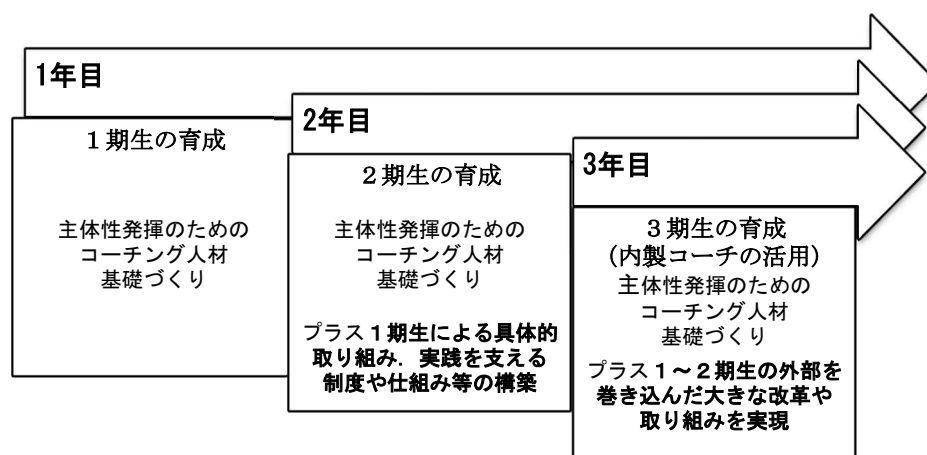 1年目
1期生の育成
主体性発揮のための
コーチング人材
基礎づくり
2年目
2期生の育成
主体性発揮のための
コーチング人材
基礎づくり
プラス1期生による具体的
取り組み．実践を支える
制度や仕組み等の構築
3年目
3期生の育成
(内製コーチの活用)
主体性発揮のための
コーチング人材
基礎づくり
プラス1～2期生の外部を
巻き込んだ大きな改革や
取り組みを実現